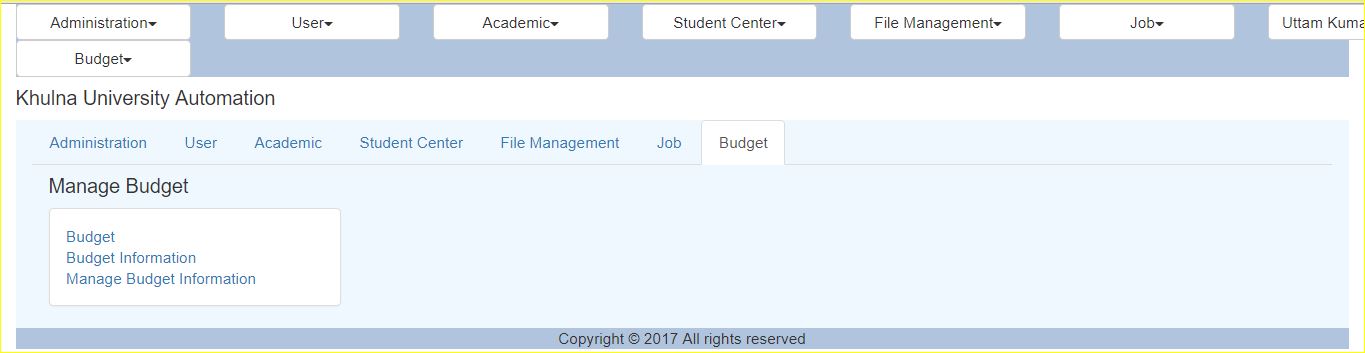 Administration User Academic Student Center File Management Job Uttam
Budget
Khulna University Automation
Administration User Academic Student Center File Management Job Budget
Manage Budget
Budget
Budget Information
Manage Budget Information
Copyright © 2017 All rights reserved